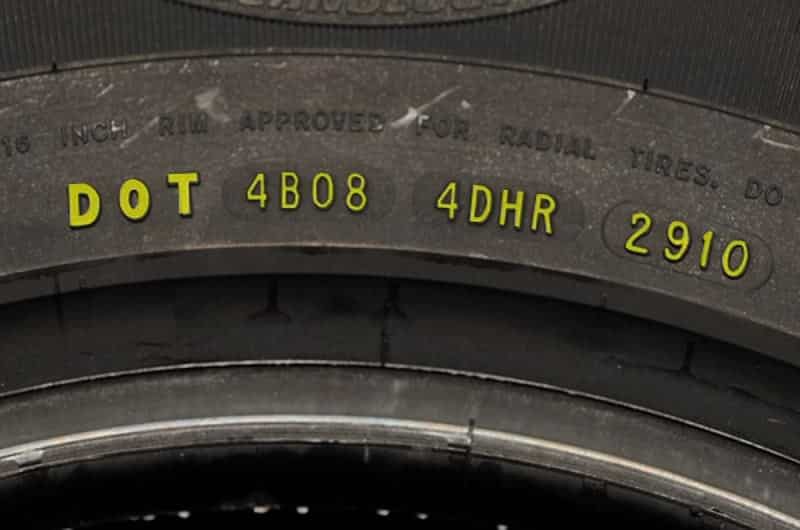 16 INCH RIM APPROVED FOR RADIAL TIRES. DO
DOT 4B08 4DHR 2910